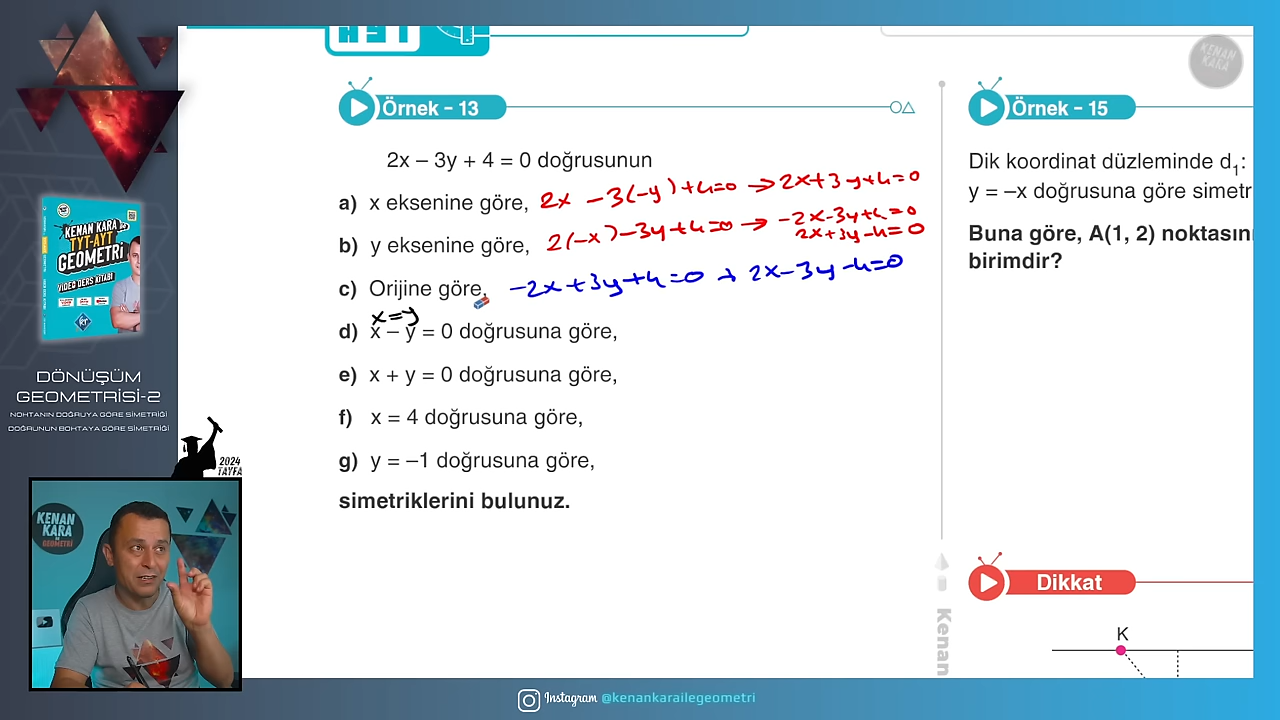 KENAN KARA
Örnek - 13
2x – 3y + 4 = 0 doğrusunun
a) x eksenine göre, 2x -3(-y)+4=0 → 2x+3y+4=0
b) y eksenine göre, 2(-x)-3y+4=0 → -2x-3y+4=0
2x+3y-4=0
c) Orijine göre, -2x+3y+4=0 → 2x-3y-4=0
x=y
d) x – y = 0 doğrusuna göre,
e) x + y = 0 doğrusuna göre,
f) x = 4 doğrusuna göre,
g) y = –1 doğrusuna göre,
simetriklerini bulunuz.
Örnek - 15
Dik koordinat düzleminde d1:
y = –x doğrusuna göre simetr
Buna göre, A(1, 2) noktasın
birimdir?
Dikkat
K
Kenan
KENAN KARA
TYT-AYT
GEOMETRİ
VİDEO DERS KİTABI
DÖNÜŞÜM
GEOMETRİSİ-2
NOKTANIN DOĞRUYA GÖRE SİMETRİĞİ
DOĞRUNUN NOKTAYA GÖRE SİMETRİĞİ
2024
TAYFA
KENAN
KARA
GEOMETRİ
Instagram @kenankarailegeometri